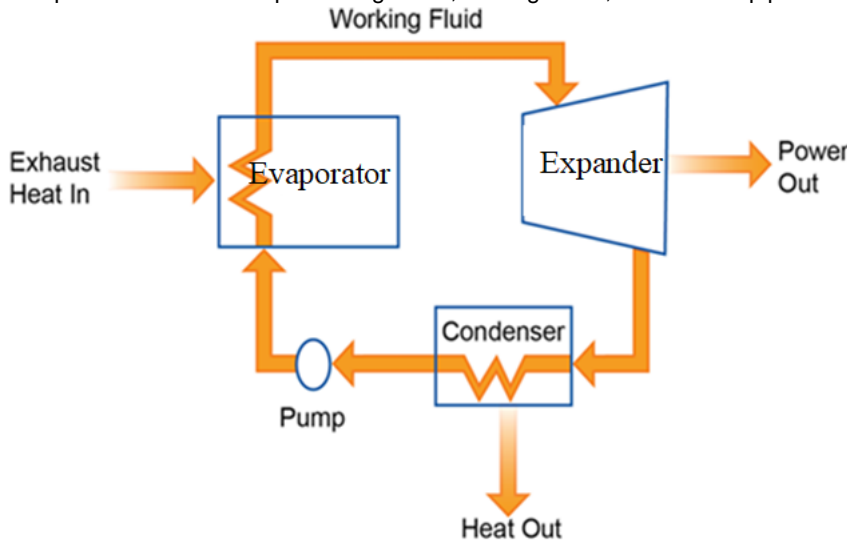 Working Fluid
Exhaust
Heat In
Evaporator
Expander
Power
Out
Condenser
Pump
Heat Out